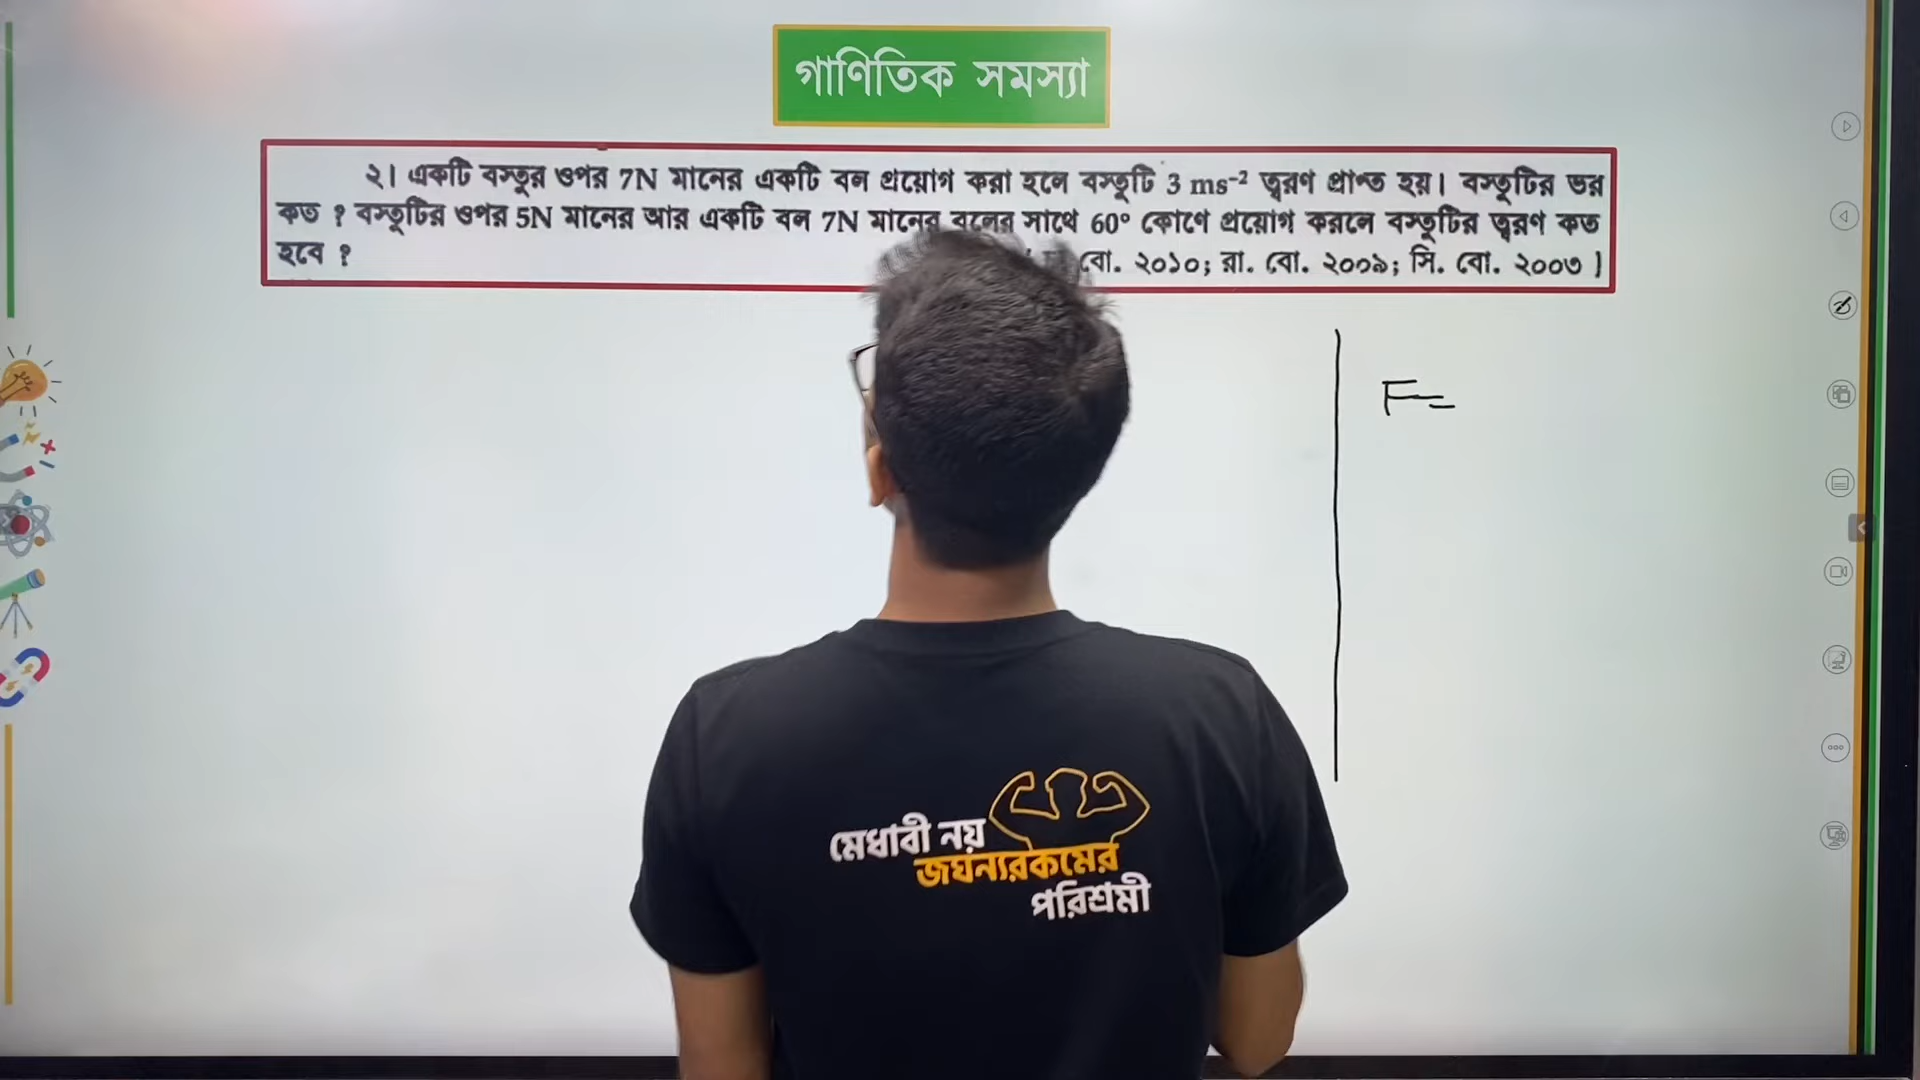 গাণিতিক সমস্যা
২। একটি বস্তুর ওপর 7N মানের একটি বল প্রয়োগ করা হলে বস্তুটি 3 ms⁻² ত্বরণ প্রাপ্ত হয়। বস্তুটির ভর
কত ? বস্তুটির ওপর 5N মানের আর একটি বল 7N মানের বলের সাথে 60° কোণে প্রয়োগ করলে বস্তুটির ত্বরণ কত
হবে ? বো. ২০১০; রা. বো. ২০০৯; সি. বো. ২০০৩ ]
F=
মেধাবী নয়
জঘন্যরকমের
পরিশ্রমী